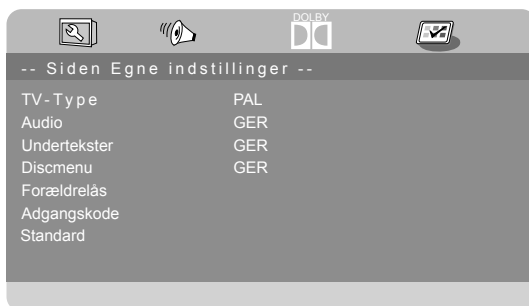 DOLBY
-- Siden Egne indstillinger --
TV-Type PAL
Audio GER
Undertekster GER
Discmenu GER
Forældrelås
Adgangskode
Standard